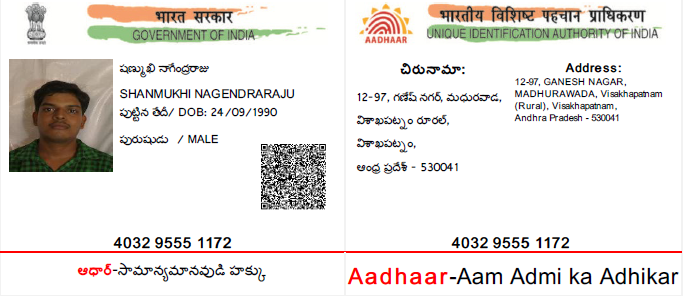 भारत सरकार
GOVERNMENT OF INDIA
షణ్ముఖి నాగేంద్రరాజు
SHANMUKHI NAGENDRARAJU
పుట్టిన తేదీ/ DOB: 24/09/1990
పురుషుడు / MALE
4032 9555 1172
ఆధార్-సామాన్యమానవుడి హక్కు
AADHAAR
भारतीय विशिष्ट पहचान प्राधिकरण
UNIQUE IDENTIFICATION AUTHORITY OF INDIA
చిరునామా:
12-97, గణేష్ నగర్, మధురవాడ,
విశాఖపట్నం రూరల్,
విశాఖపట్నం,
ఆంధ్ర ప్రదేశ్ - 530041
Address:
12-97, GANESH NAGAR,
MADHURAWADA, Visakhapatnam
(Rural), Visakhapatnam,
Andhra Pradesh - 530041
4032 9555 1172
Aadhaar-Aam Admi ka Adhikar